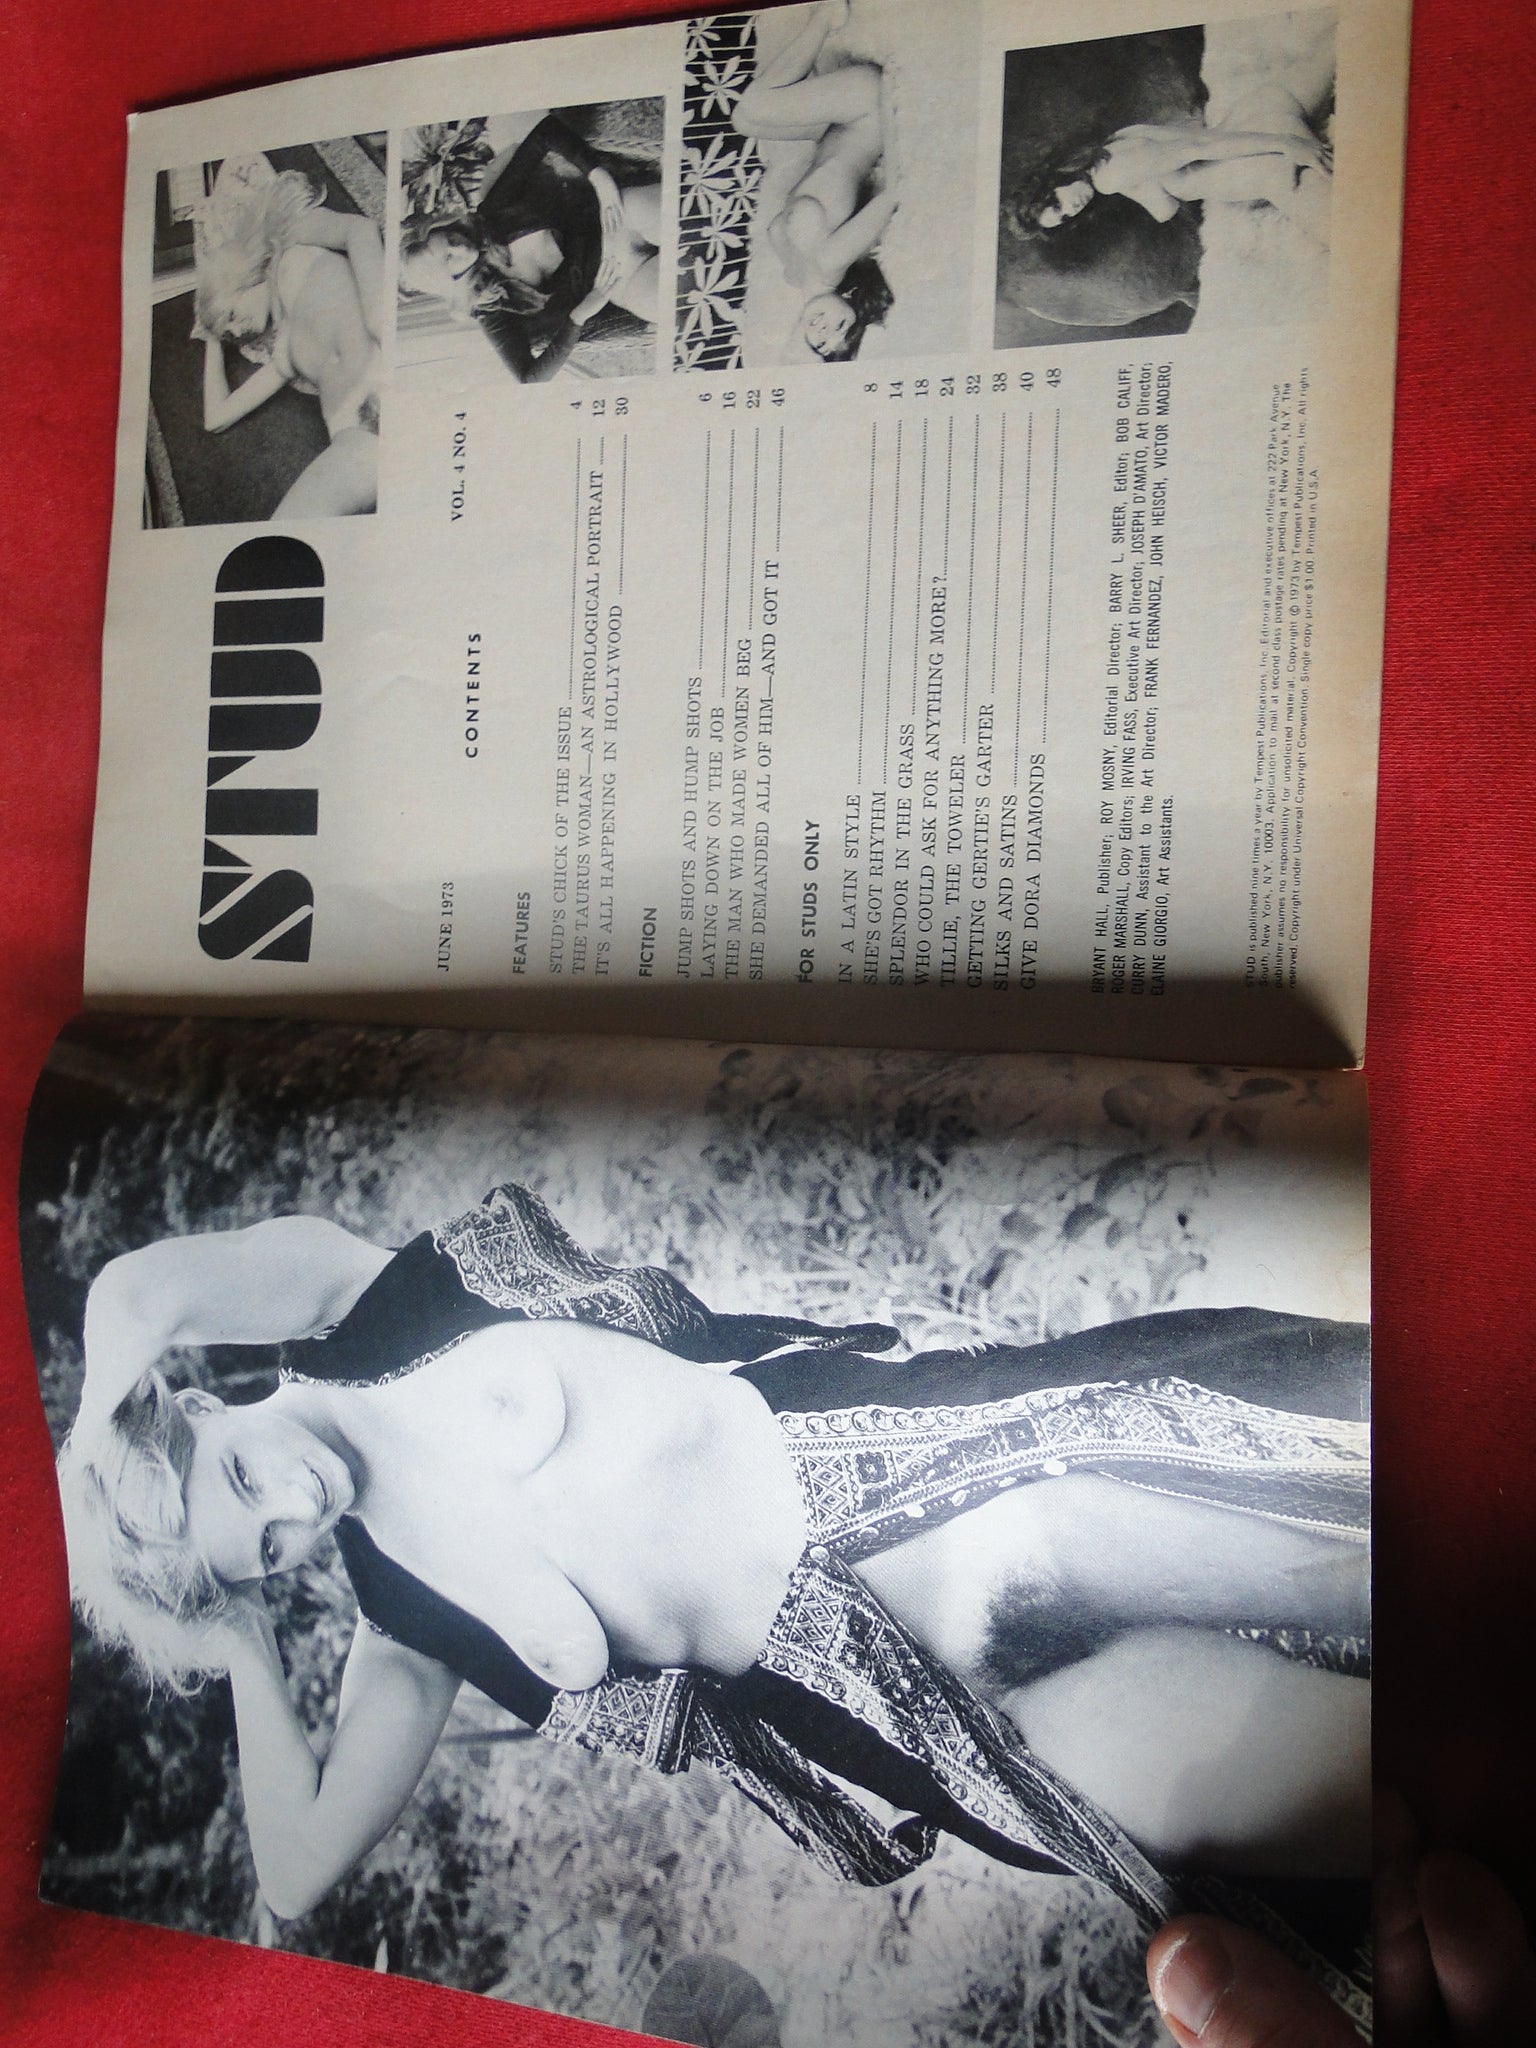 STUD
JUNE 1973
VOL. 4 NO. 4
CONTENTS
FEATURES
STUD'S CHICK OF THE ISSUE 4
THE TAURUS WOMAN—AN ASTROLOGICAL PORTRAIT 12
IT'S ALL HAPPENING IN HOLLYWOOD 30
FICTION
JUMP SHOTS AND HUMP SHOTS 6
LAYING DOWN ON THE JOB 16
THE MAN WHO MADE WOMEN BEG 22
SHE DEMANDED ALL OF HIM—AND GOT IT 46
FOR STUDS ONLY
IN A LATIN STYLE 8
SHE'S GOT RHYTHM 14
SPLENDOR IN THE GRASS 18
WHO COULD ASK FOR ANYTHING MORE? 24
TILLIE, THE TOWELER 32
GETTING GERTIE'S GARTER 38
SILKS AND SATINS 40
GIVE DORA DIAMONDS 48
BRYANT HALL, Publisher; ROY MOSNY, Editorial Director; BARRY L. SHEER, Editor; BOB CALIFF,
ROGER MARSHALL, Copy Editors; IRVING FASS, Executive Art Director; JOSEPH D'AMATO, Art Director;
CURRY DUNN, Assistant to the Art Director; FRANK FERNANDEZ, JOHN HEISCH, VICTOR MADERO,
ELAINE GIORGIO, Art Assistants.
STUD is published nine times a year by Tempest Publications, Inc. Editorial and executive offices at 222 Park Avenue
South, New York, N.Y. 10003. Application to mail at second class postage rates pending at New York, N.Y. The
publisher assumes no responsibility for unsolicited material. Copyright © 1973 by Tempest Publications, Inc. All rights
reserved. Copyright under Universal Copyright Convention. Single copy price $1.00. Printed in U.S.A